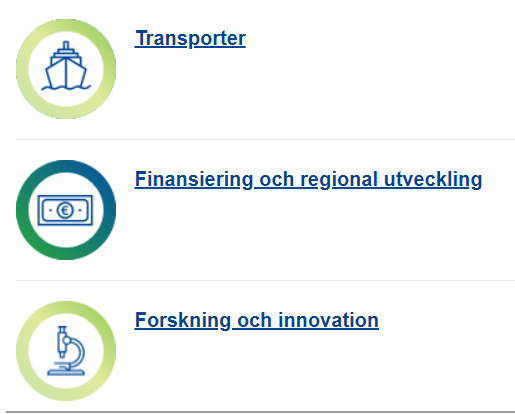 Transporter
Finansiering och regional utveckling
Forskning och innovation